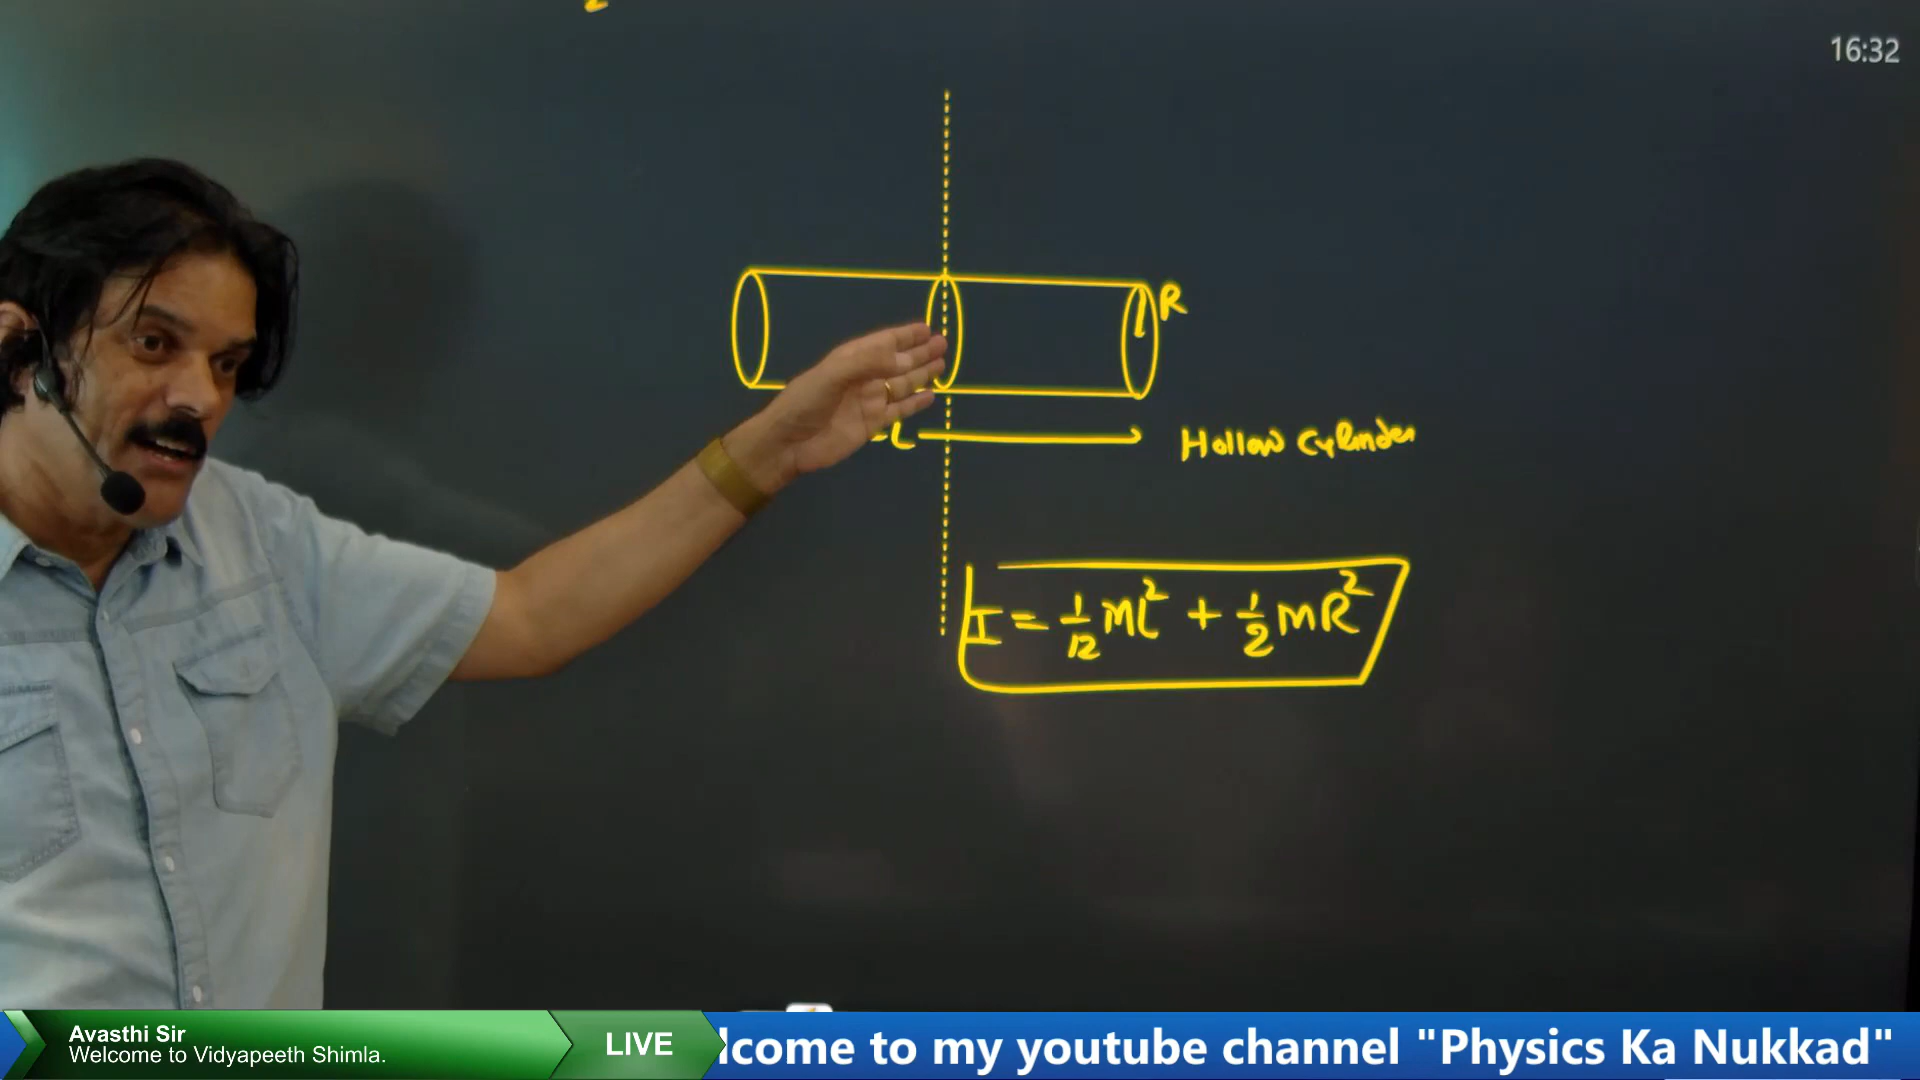 16:32
R
L
Hollow Cylinder
I = 1/12 ML² + 1/2 MR²
Avasthi Sir
Welcome to Vidyapeeth Shimla.
LIVE
lcome to my youtube channel "Physics Ka Nukkad"